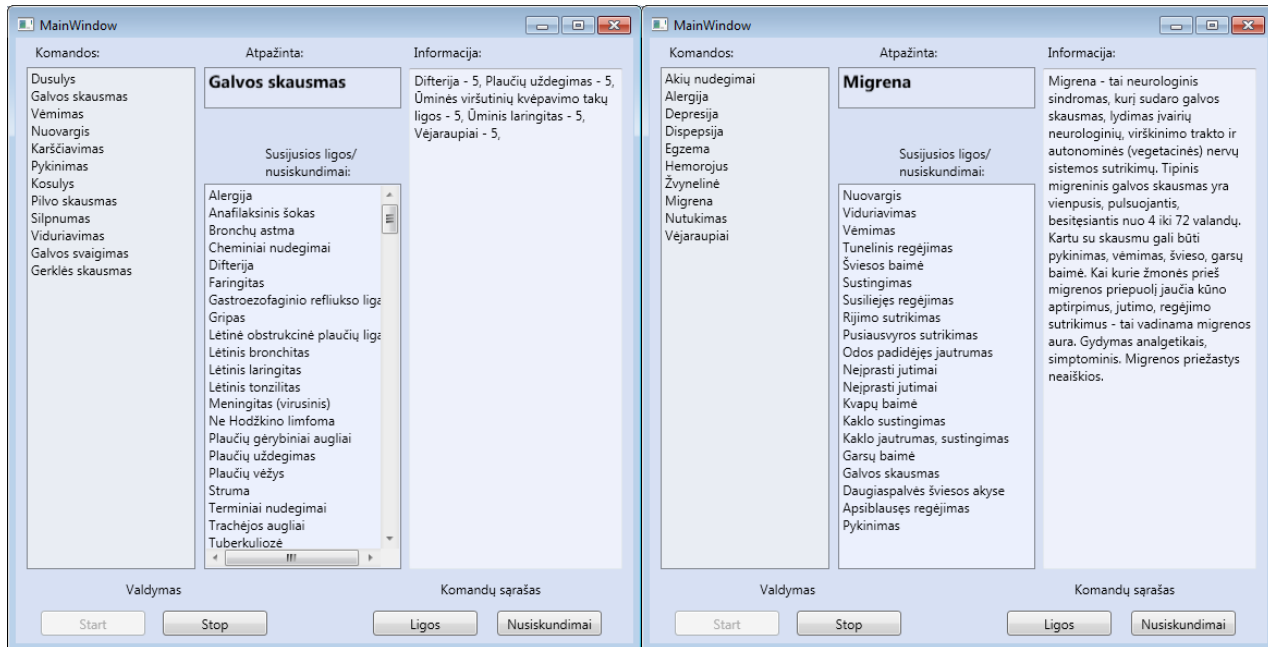 MainWindow
Komandos:
Atpažinta:
Informacija:
Dusulys
Galvos skausmas
Vėmimas
Nuovargis
Karščiavimas
Pykinimas
Kosulys
Pilvo skausmas
Silpnumas
Viduriavimas
Galvos svaigimas
Gerklės skausmas
Galvos skausmas
Susijusios ligos/
nusiskundimai:
Alergija
Anafilaksinis šokas
Bronchų astma
Cheminiai nudegimai
Difterija
Faringitas
Gastroezofaginio refliukso liga
Gripas
Lėtinė obstrukcinė plaučių liga
Lėtinis bronchitas
Lėtinis laringitas
Lėtinis tonzilitas
Meningitas (virusinis)
Ne Hodžkino limfoma
Plaučių gėrybiniai augliai
Plaučių uždegimas
Plaučių vėžys
Struma
Terminiai nudegimai
Trachėjos augliai
Tuberkuliozė
Difterija - 5, Plaučių uždegimas - 5,
Ūminės viršutinių kvėpavimo takų
ligos - 5, Ūminis laringitas - 5,
Vėjaraupiai - 5,
Valdymas
Komandų sąrašas
Start
Stop
Ligos
Nusiskundimai
MainWindow
Komandos:
Atpažinta:
Informacija:
Akių nudegimai
Alergija
Depresija
Dispepsija
Egzema
Hemorojus
Žvynelinė
Migrena
Nutukimas
Vėjaraupiai
Migrena
Susijusios ligos/
nusiskundimai:
Nuovargis
Viduriavimas
Vėmimas
Tunelinis regėjimas
Šviesos baimė
Sustingimas
Susiliejęs regėjimas
Rijimo sutrikimas
Pusiausvyros sutrikimas
Odos padidėjęs jautrumas
Neįprasti jutimai
Neįprasti jutimai
Kvapų baimė
Kaklo sustingimas
Kaklo jautrumas, sustingimas
Garsų baimė
Galvos skausmas
Daugiaspalvės šviesos akyse
Apsiblausęs regėjimas
Pykinimas
Migrena - tai neurologinis
sindromas, kurį sudaro galvos
skausmas, lydimas įvairių
neurologinių, virškinimo trakto ir
autonominės (vegetacinės) nervų
sistemos sutrikimų. Tipinis
migreninis galvos skausmas yra
vienpusis, pulsuojantis,
besitęsiantis nuo 4 iki 72 valandų.
Kartu su skausmu gali būti
pykinimas, vėmimas, švieso, garsų
baimė. Kai kurie žmonės prieš
migrenos priepuolį jaučia kūno
aptirpimus, jutimo, regėjimo
sutrikimus - tai vadinama migrenos
aura. Gydymas analgetikais,
simptominis. Migrenos priežastys
neaiškios.
Valdymas
Komandų sąrašas
Start
Stop
Ligos
Nusiskundimai